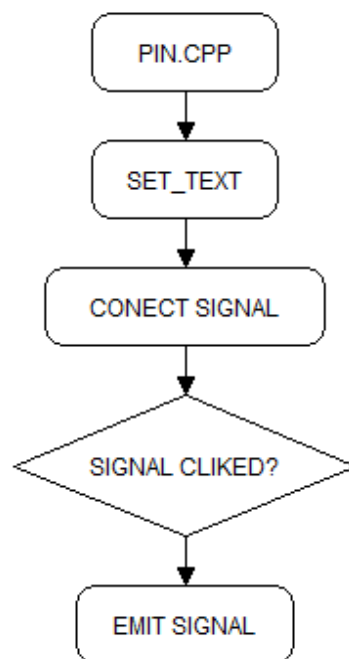 PIN.CPP
SET_TEXT
CONECT SIGNAL
SIGNAL CLIKED?
EMIT SIGNAL